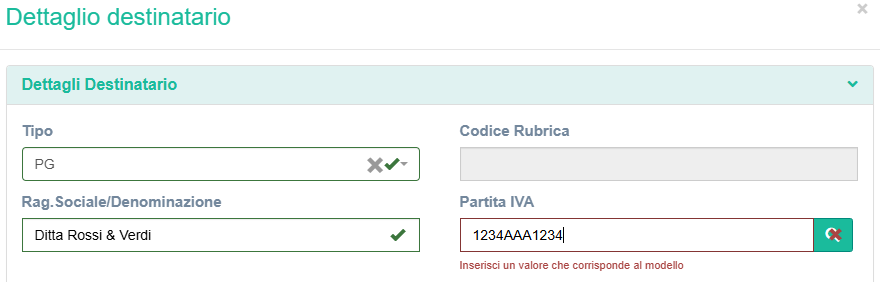 Dettaglio destinatario
Dettagli Destinatario
Tipo
Codice Rubrica
PG
Rag.Sociale/Denominazione
Partita IVA
Ditta Rossi & Verdi
1234AAA1234
Inserisci un valore che corrisponde al modello